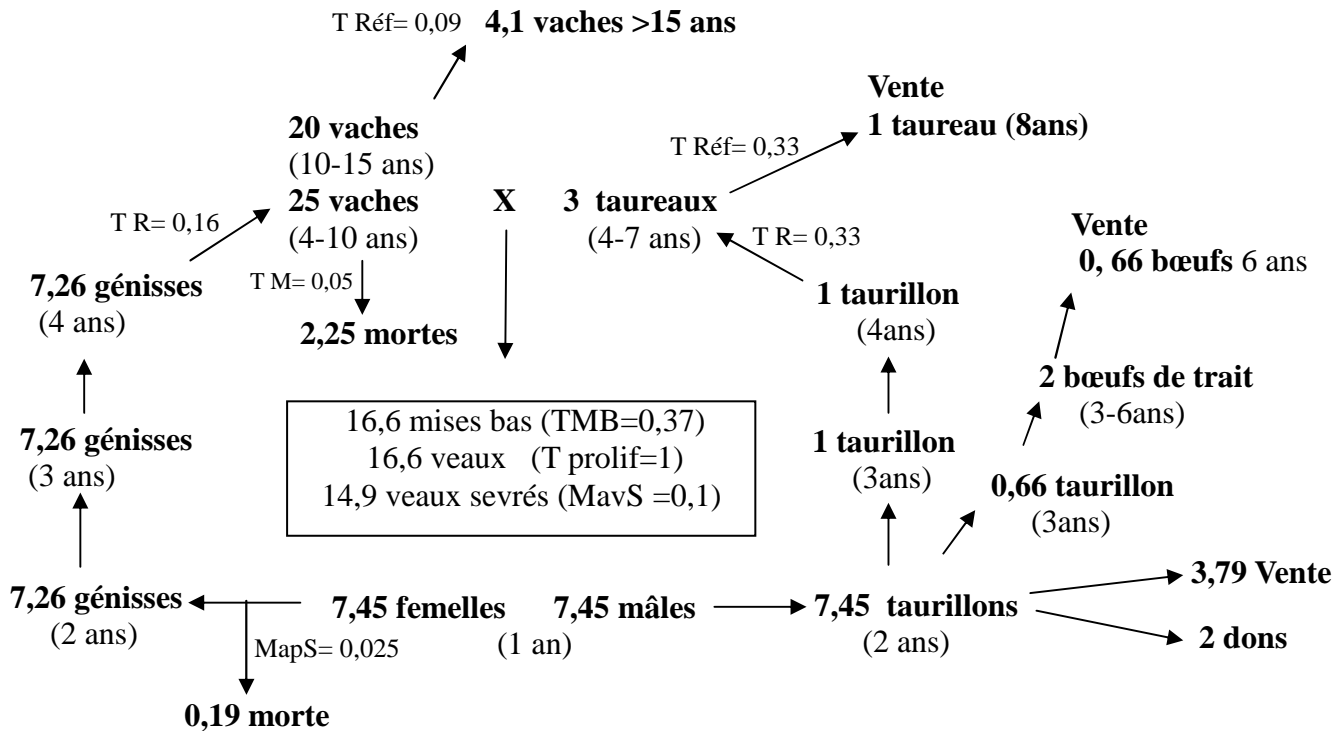 T Réf= 0,09 4,1 vaches >15 ans
Vente
1 taureau (8ans)
20 vaches
(10-15 ans)
T Réf= 0,33
25 vaches X 3 taureaux
(4-10 ans) (4-7 ans)
T R= 0,16
T R= 0,33
Vente
0, 66 bœufs 6 ans
T M= 0,05
7,26 génisses
(4 ans)
1 taurillon
(4ans)
2,25 mortes
2 bœufs de trait
(3-6ans)
16,6 mises bas (TMB=0,37)
16,6 veaux (T prolif=1)
14,9 veaux sevrés (MavS =0,1)
7,26 génisses
(3 ans)
1 taurillon
(3ans)
0,66 taurillon
(3ans)
7,26 génisses
(2 ans)
7,45 femelles 7,45 mâles
(1 an)
7,45 taurillons
(2 ans)
3,79 Vente
2 dons
MapS= 0,025
0,19 morte